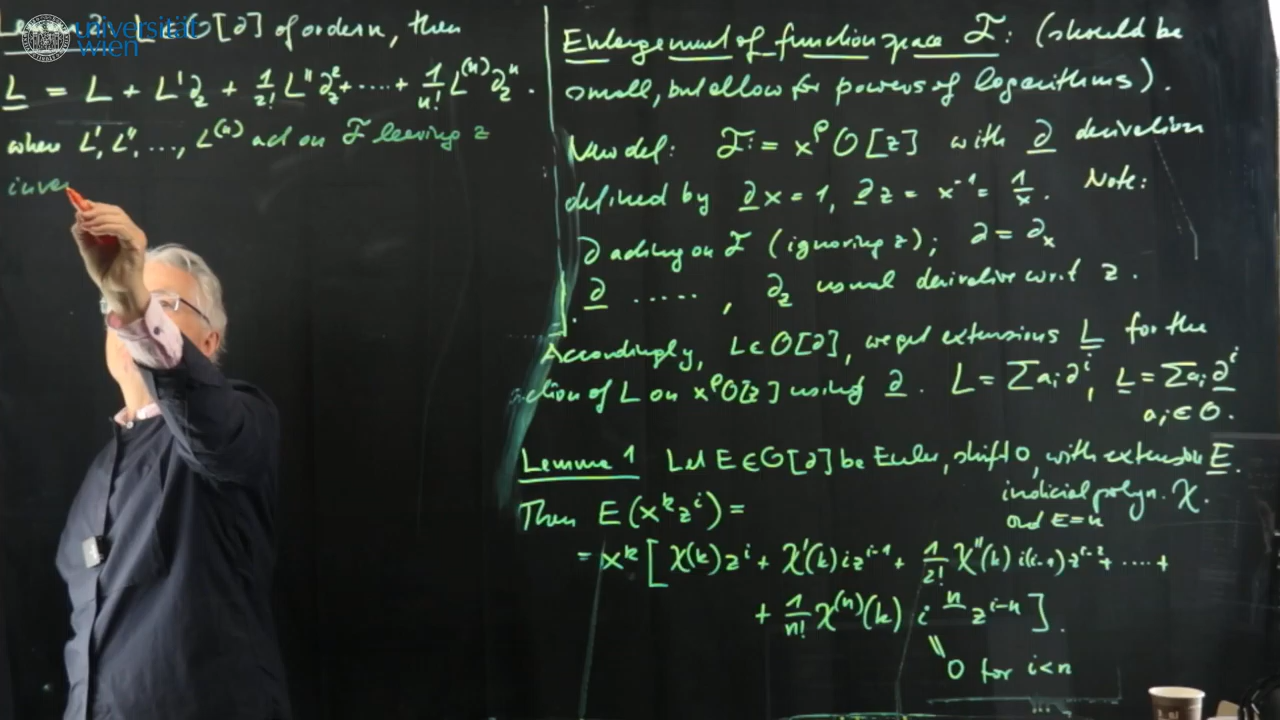 universität
wien
L ∈ O[∂] of order n, then
L̲ = L + L'∂_z + 1/2! L''∂_z^2 + ⋯ + 1/n! L^(n) ∂_z^n .
where L', L'', ..., L^(n) act on ℱ leaving z
inva
Enlargement of function space ℱ: (should be
small, but allow for powers of logarithms).
Model: ℱ := x^ρ O[z] with ∂̲ derivation
defined by ∂̲x = 1, ∂̲z = x^-1 = 1/x. Note:
∂ acting on ℱ (ignoring z); ∂ = ∂_x
∂̲ ....., ∂_z usual derivative w.r.t z.
Accordingly, L ∈ O[∂], we get extensions L̲ for the
action of L on x^ρ O[z] using ∂̲. L = ∑ a_i ∂^i, L̲ = ∑ a_i ∂̲^i
a_i ∈ O.
Lemma 1 Let E ∈ O[∂] be Euler, shift 0, with extension E̲.
indicial polyn. χ.
ord E = n
Then E(x^k z^i) =
= x^k [ χ(k) z^i + χ'(k) i z^{i-1} + 1/2! χ''(k) i(i-1) z^{i-2} + ⋯ +
+ 1/n! χ^(n)(k) i^n̲ z^{i-n} ].
0 for i<n